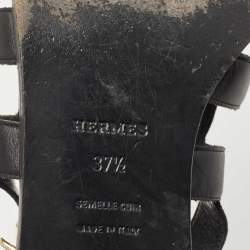 HERMES
37½
SEMELLE CUIR
MADE IN ITALY